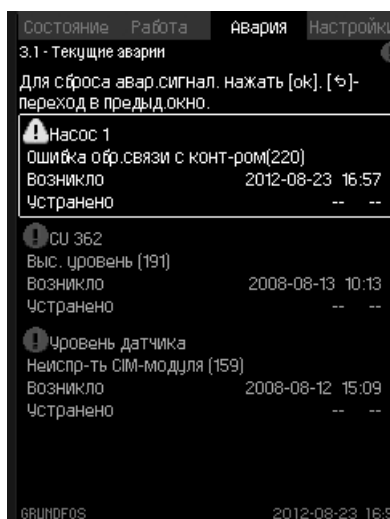 Состояние Работа Авария Настройки
3.1 - Текущие аварии
Для сброса авар.сигнал. нажать [ok]. [↰]-
переход в предыд.окно.
Насос 1
Ошибка обр.связи с конт-ром(220)
Возникло 2012-08-23 16:57
Устранено -- --
CU 362
Выс. уровень (191)
Возникло 2008-08-13 10:13
Устранено -- --
Уровень датчика
Неиспр-ть CIM-модуля (159)
Возникло 2008-08-12 15:09
Устранено -- --
GRUNDFOS 2012-08-23